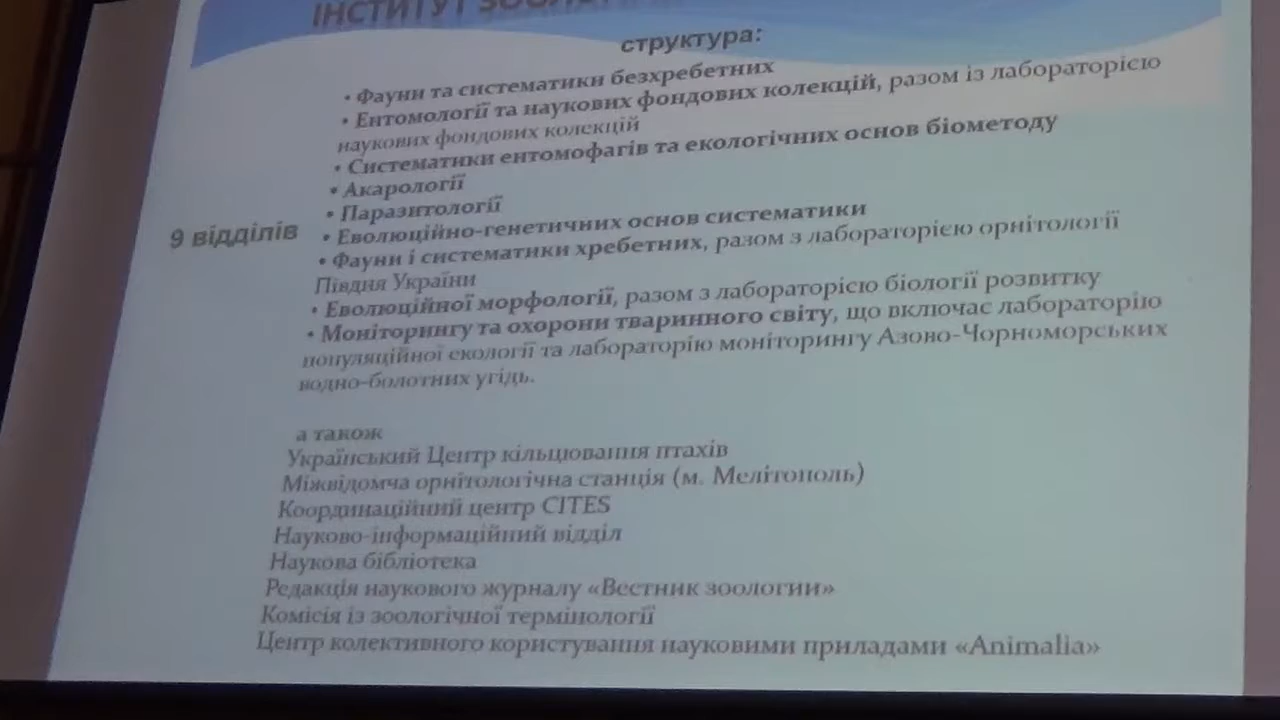 ІНСТИТУТ
структура:
• Фауни та систематики безхребетних
• Ентомології та наукових фондових колекцій, разом із лабораторією
наукових фондових колекцій
• Систематики ентомофагів та екологічних основ біометоду
• Акарології
• Паразитології
9 відділів
• Еволюційно-генетичних основ систематики
• Фауни і систематики хребетних, разом з лабораторією орнітології
Півдня України
• Еволюційної морфології, разом з лабораторією біології розвитку
• Моніторингу та охорони тваринного світу, що включає лабораторію
популяційної екології та лабораторію моніторингу Азово-Чорноморських
водно-болотних угідь.
а також
Український Центр кільцювання птахів
Міжвідомча орнітологічна станція (м. Мелітополь)
Координаційний центр CITES
Науково-інформаційний відділ
Наукова бібліотека
Редакція наукового журналу «Вестник зоологии»
Комісія із зоологічної термінології
Центр колективного користування науковими приладами «Animalia»